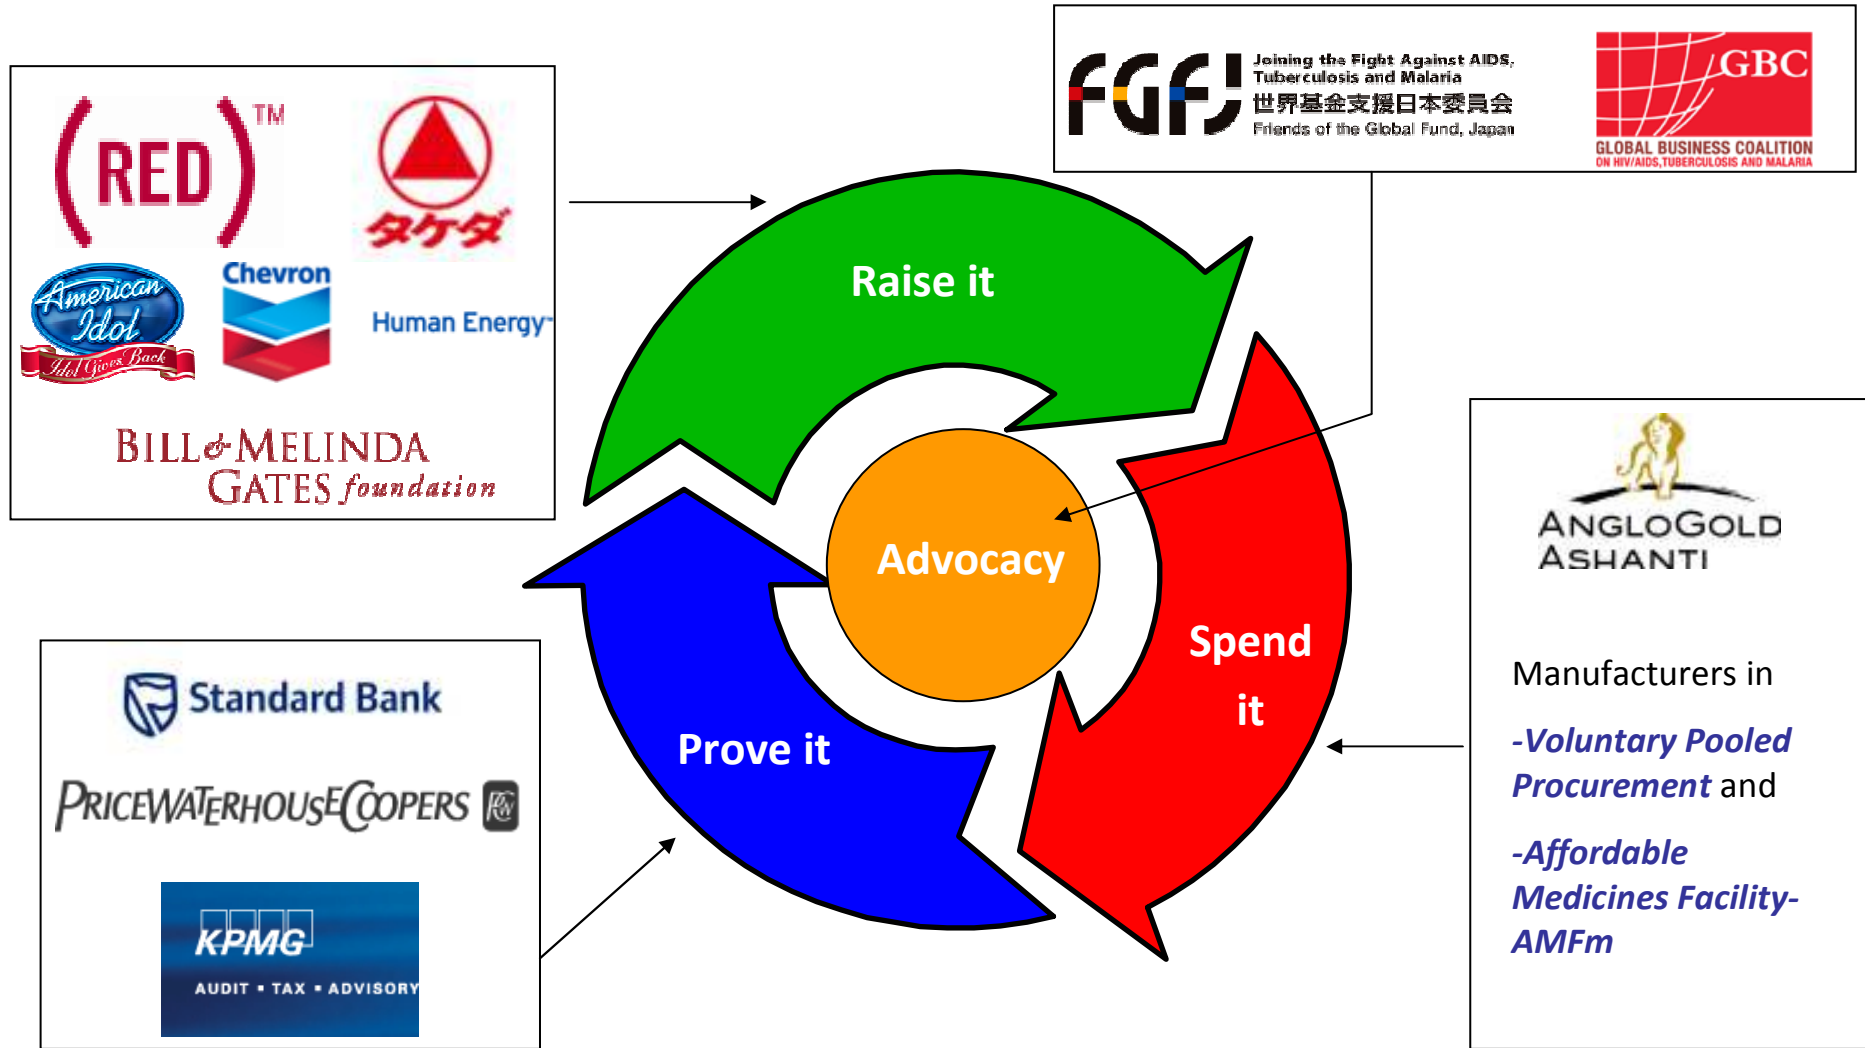 (RED)™
タケダ
American
Idol
Idol Gives Back
Chevron
Human Energy™
BILL & MELINDA
GATES foundation
FGFJ
Joining the Fight Against AIDS,
Tuberculosis and Malaria
世界基金支援日本委員会
Friends of the Global Fund, Japan
GBC
GLOBAL BUSINESS COALITION
ON HIV/AIDS, TUBERCULOSIS AND MALARIA
Raise it
Advocacy
Spend
it
Prove it
ANGLOGOLD
ASHANTI
Manufacturers in
-Voluntary Pooled
Procurement and
-Affordable
Medicines Facility-
AMFm
Standard Bank
PRICEWATERHOUSECOOPERS PwC
KPMG
AUDIT ▪ TAX ▪ ADVISORY